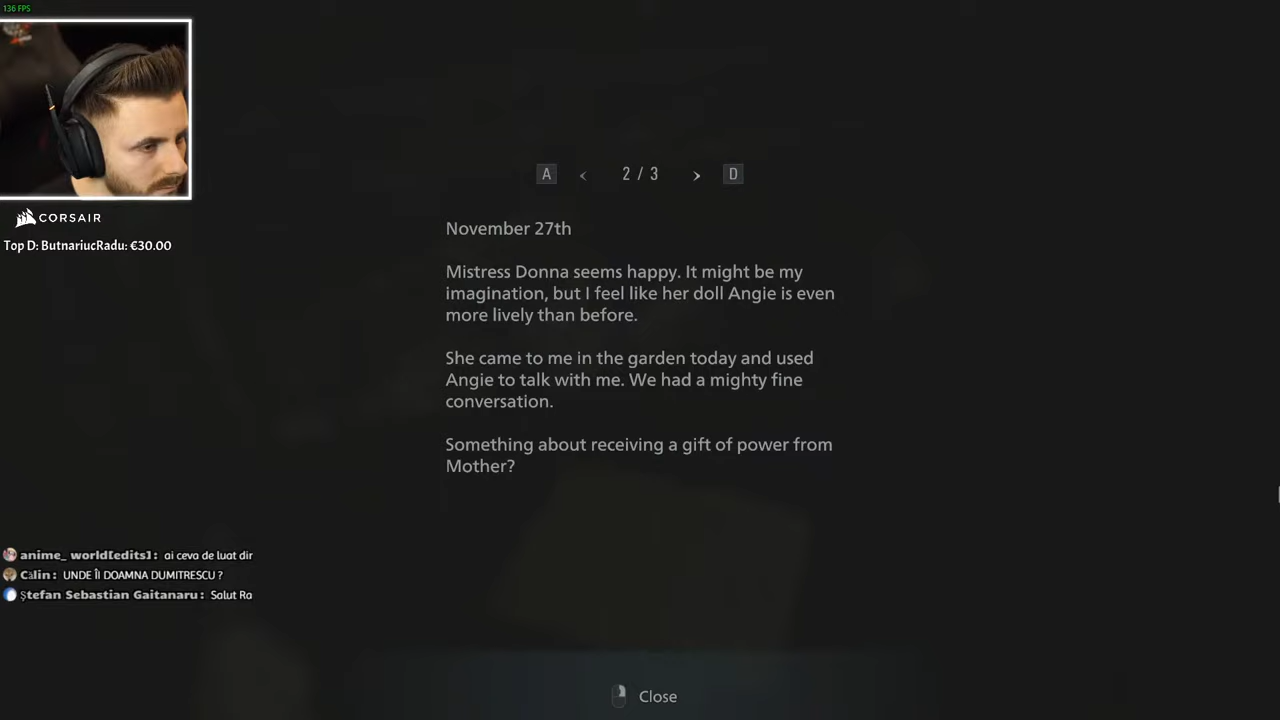 136 FPS
CORSAIR
Top D: ButnariucRadu: €30.00
A < 2 / 3 > D
November 27th
Mistress Donna seems happy. It might be my
imagination, but I feel like her doll Angie is even
more lively than before.
She came to me in the garden today and used
Angie to talk with me. We had a mighty fine
conversation.
Something about receiving a gift of power from
Mother?
anime_ world[edits]: ai ceva de luat dir
Călin: UNDE ÎI DOAMNA DUMITRESCU ?
Ștefan Sebastian Gaitanaru: Salut Ra
Close